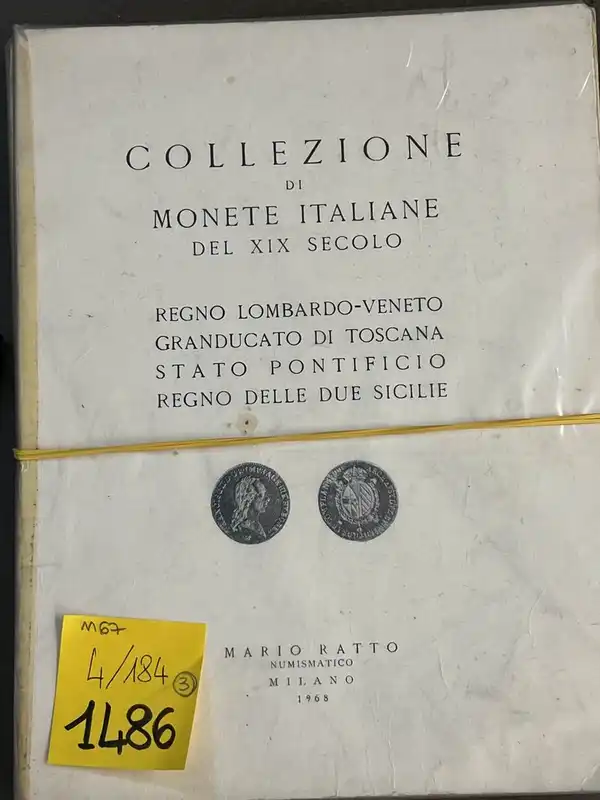 COLLEZIONE
DI
MONETE ITALIANE
DEL XIX SECOLO
REGNO LOMBARDO-VENETO
GRANDUCATO DI TOSCANA
STATO PONTIFICIO
REGNO DELLE DUE SICILIE
MARIO RATTO
NUMISMATICO
MILANO
1968
M67
4/184 3
1486